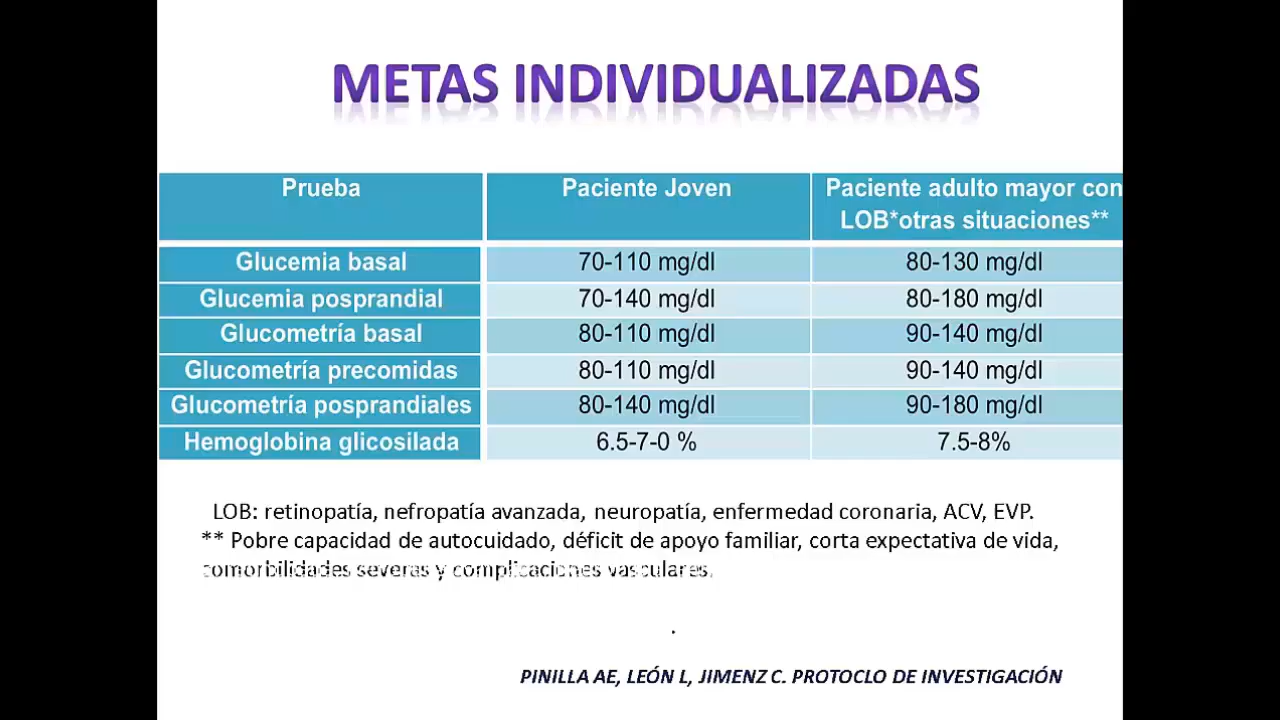 METAS INDIVIDUALIZADAS
Prueba Paciente Joven Paciente adulto mayor con
LOB*otras situaciones**
Glucemia basal 70-110 mg/dl 80-130 mg/dl
Glucemia posprandial 70-140 mg/dl 80-180 mg/dl
Glucometría basal 80-110 mg/dl 90-140 mg/dl
Glucometría precomidas 80-110 mg/dl 90-140 mg/dl
Glucometría posprandiales 80-140 mg/dl 90-180 mg/dl
Hemoglobina glicosilada 6.5-7-0 % 7.5-8%
LOB: retinopatía, nefropatía avanzada, neuropatía, enfermedad coronaria, ACV, EVP.
** Pobre capacidad de autocuidado, déficit de apoyo familiar, corta expectativa de vida,
comorbilidades severas y complicaciones vasculares.
.
PINILLA AE, LEÓN L, JIMENZ C. PROTOCLO DE INVESTIGACIÓN